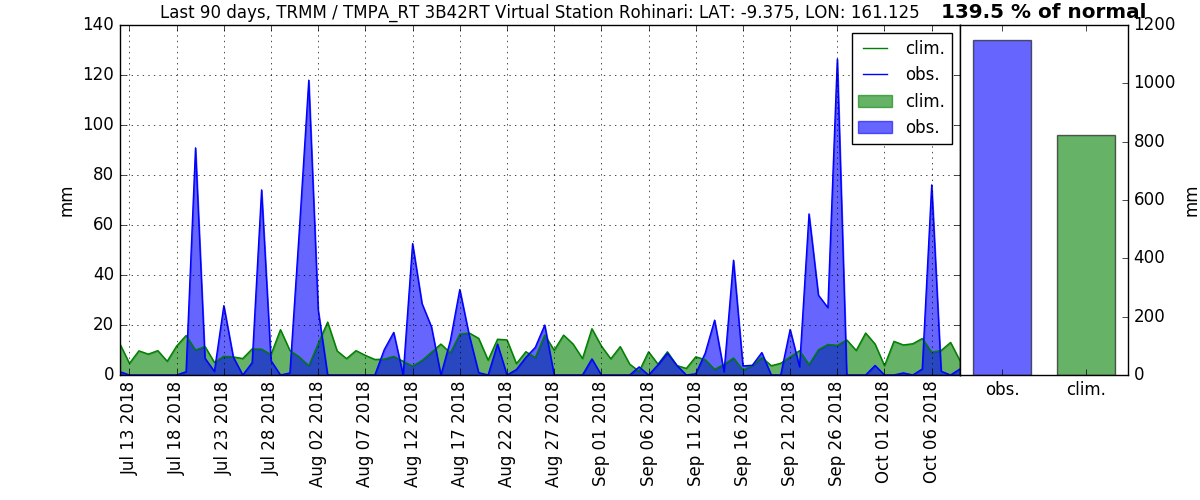 Last 90 days, TRMM / TMPA_RT 3B42RT Virtual Station Rohinari: LAT: -9.375, LON: 161.125
139.5 % of normal
140
120
100
80
60
40
20
0
mm
clim.
obs.
clim.
obs.
1200
1000
800
600
400
200
0
mm
Jul 13 2018
Jul 18 2018
Jul 23 2018
Jul 28 2018
Aug 02 2018
Aug 07 2018
Aug 12 2018
Aug 17 2018
Aug 22 2018
Aug 27 2018
Sep 01 2018
Sep 06 2018
Sep 11 2018
Sep 16 2018
Sep 21 2018
Sep 26 2018
Oct 01 2018
Oct 06 2018
obs.
clim.